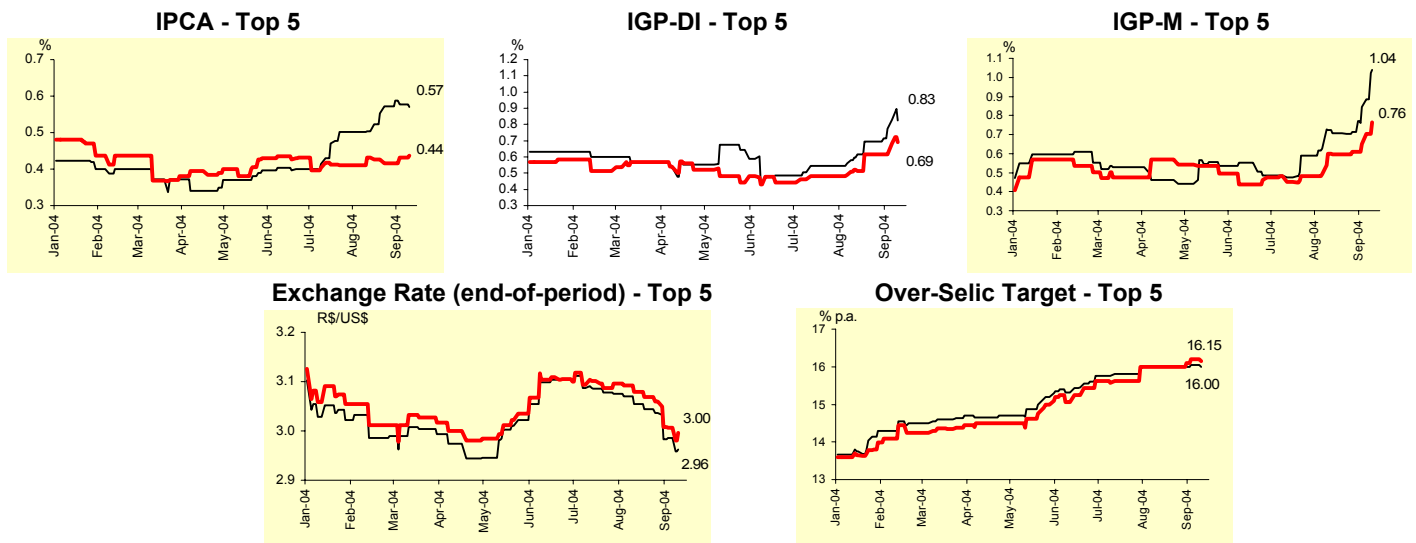 IPCA - Top 5
%
0.7
0.6
0.5
0.4
0.3
0.57
0.44
Jan-04
Feb-04
Mar-04
Apr-04
May-04
Jun-04
Jul-04
Aug-04
Sep-04
IGP-DI - Top 5
%
1.2
1.1
1.0
0.9
0.8
0.7
0.6
0.5
0.4
0.3
0.83
0.69
Jan-04
Feb-04
Mar-04
Apr-04
May-04
Jun-04
Jul-04
Aug-04
Sep-04
IGP-M - Top 5
%
1.1
1.0
0.9
0.8
0.7
0.6
0.5
0.4
0.3
1.04
0.76
Jan-04
Feb-04
Mar-04
Apr-04
May-04
Jun-04
Jul-04
Aug-04
Sep-04
Exchange Rate (end-of-period) - Top 5
R$/US$
3.2
3.1
3.0
2.9
3.00
2.96
Jan-04
Feb-04
Mar-04
Apr-04
May-04
Jun-04
Jul-04
Aug-04
Sep-04
Over-Selic Target - Top 5
% p.a.
17
16
15
14
13
16.15
16.00
Jan-04
Feb-04
Mar-04
Apr-04
May-04
Jun-04
Jul-04
Aug-04
Sep-04